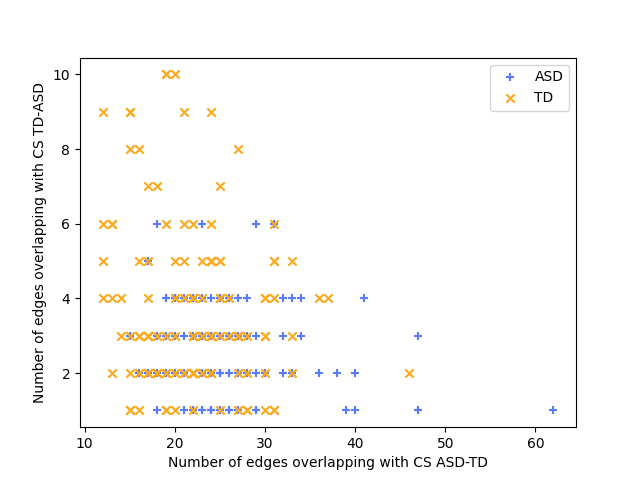 ASD
TD
Number of edges overlapping with CS TD-ASD
10
8
6
4
2
10
20
30
40
50
60
Number of edges overlapping with CS ASD-TD